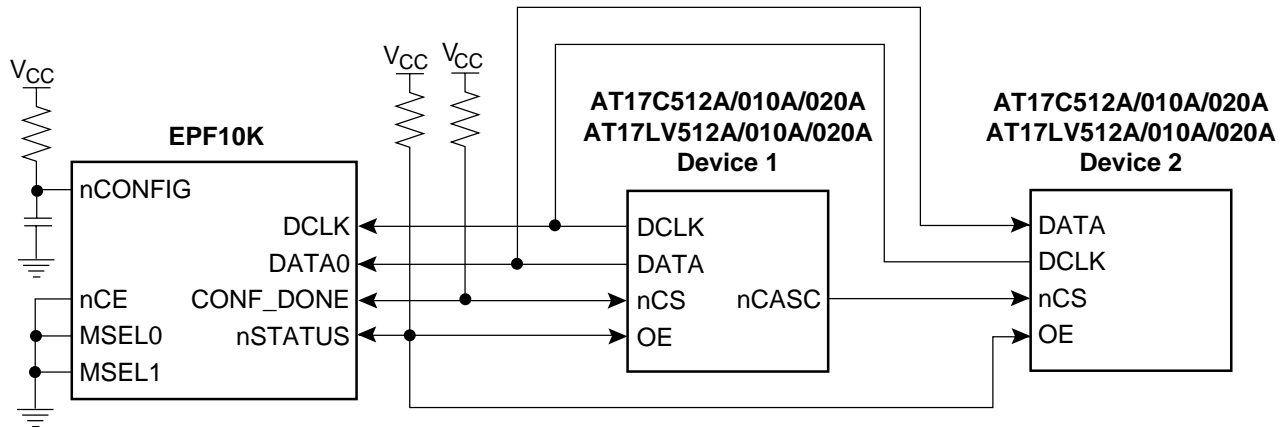 VCC
VCC
VCC
EPF10K
nCONFIG
DCLK
DATA0
nCE
CONF_DONE
MSEL0
nSTATUS
MSEL1
AT17C512A/010A/020A
AT17LV512A/010A/020A
Device 1
DCLK
DATA
nCS
nCASC
OE
AT17C512A/010A/020A
AT17LV512A/010A/020A
Device 2
DATA
DCLK
nCS
OE